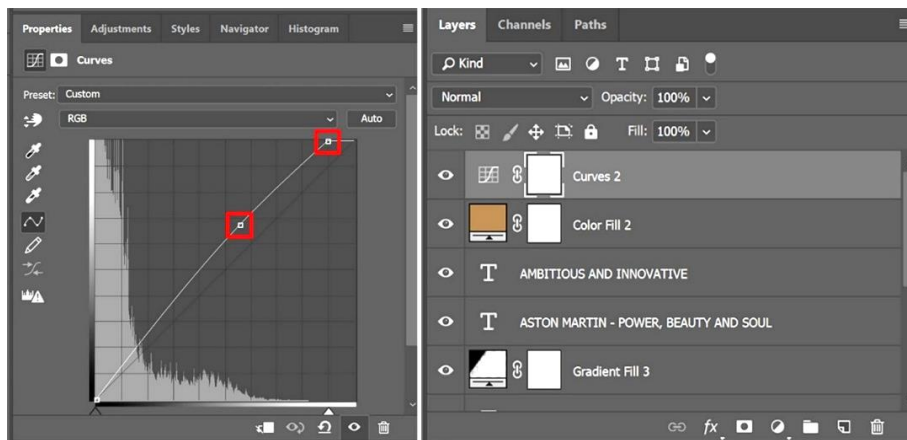 Properties Adjustments Styles Navigator Histogram
Curves
Preset: Custom
RGB Auto
Layers Channels Paths
Kind
Normal Opacity: 100%
Lock: Fill: 100%
Curves 2
Color Fill 2
T AMBITIOUS AND INNOVATIVE
T ASTON MARTIN - POWER, BEAUTY AND SOUL
Gradient Fill 3
fx